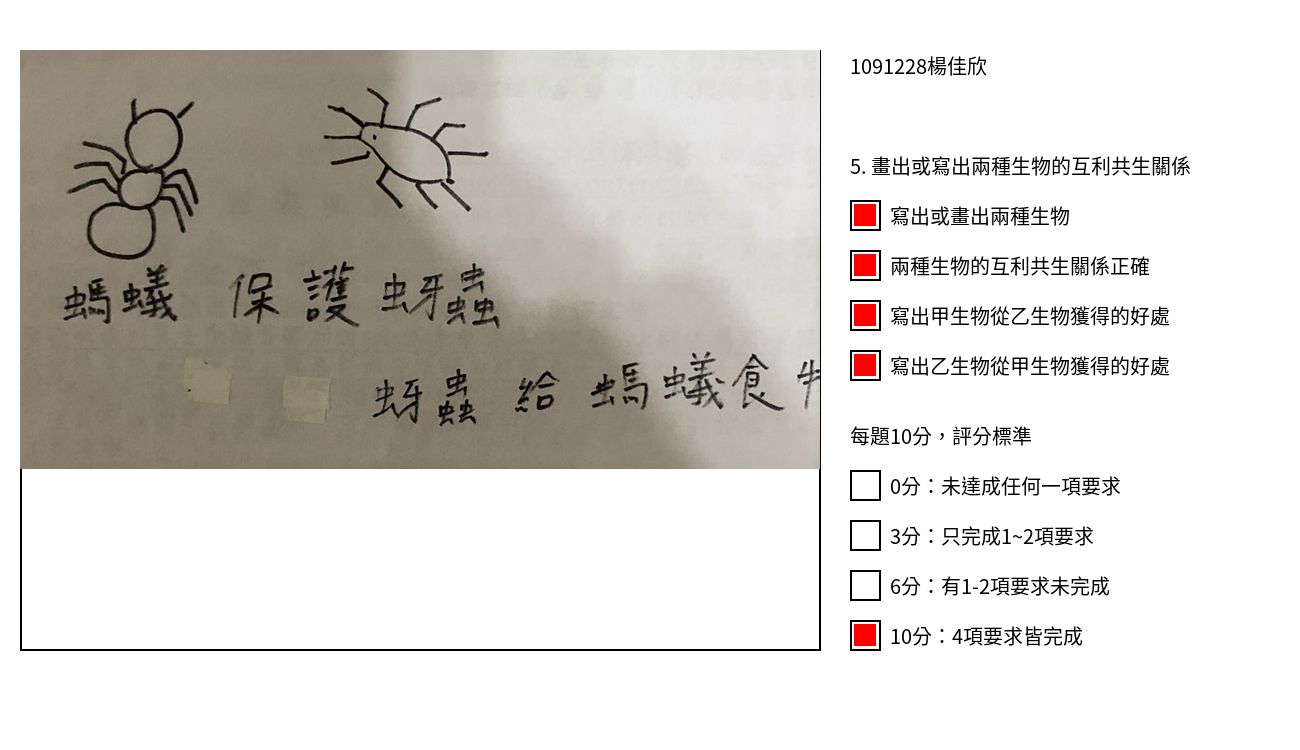 螞蟻 保護 蚜蟲
蚜蟲 給 螞蟻食
1091228楊佳欣
5. 畫出或寫出兩種生物的互利共生關係
寫出或畫出兩種生物
兩種生物的互利共生關係正確
寫出甲生物從乙生物獲得的好處
寫出乙生物從甲生物獲得的好處
每題10分，評分標準
0分：未達成任何一項要求
3分：只完成1~2項要求
6分：有1-2項要求未完成
10分：4項要求皆完成